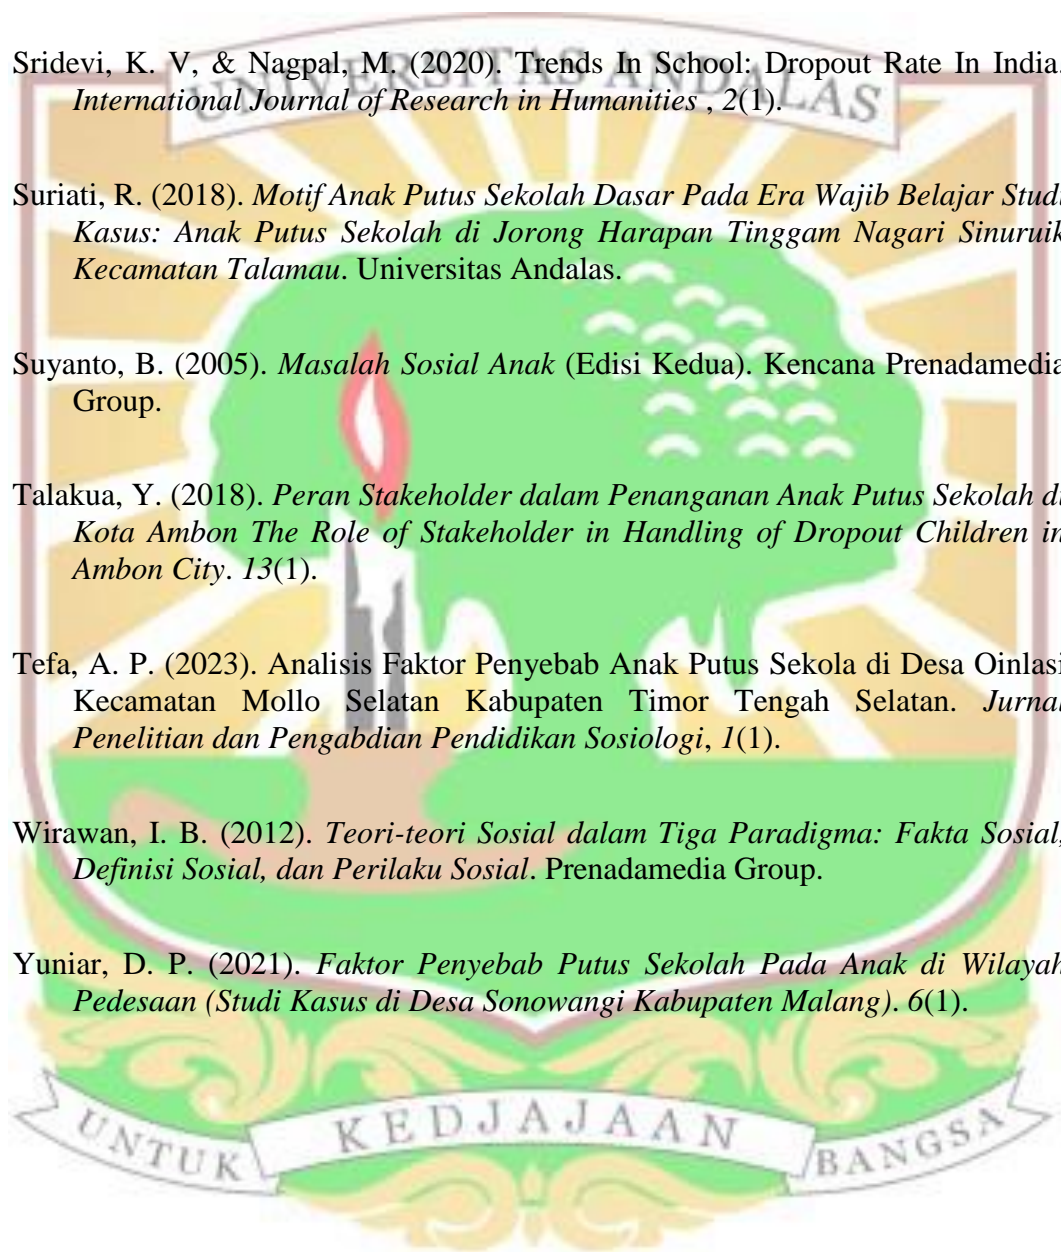 UNIVERSITAS ANDALAS
Sridevi, K. V, & Nagpal, M. (2020). Trends In School: Dropout Rate In India.
International Journal of Research in Humanities , 2(1).
Suriati, R. (2018). Motif Anak Putus Sekolah Dasar Pada Era Wajib Belajar Studi
Kasus: Anak Putus Sekolah di Jorong Harapan Tinggam Nagari Sinuruik
Kecamatan Talamau. Universitas Andalas.
Suyanto, B. (2005). Masalah Sosial Anak (Edisi Kedua). Kencana Prenadamedia
Group.
Talakua, Y. (2018). Peran Stakeholder dalam Penanganan Anak Putus Sekolah di
Kota Ambon The Role of Stakeholder in Handling of Dropout Children in
Ambon City. 13(1).
Tefa, A. P. (2023). Analisis Faktor Penyebab Anak Putus Sekola di Desa Oinlasi
Kecamatan Mollo Selatan Kabupaten Timor Tengah Selatan. Jurnal
Penelitian dan Pengabdian Pendidikan Sosiologi, 1(1).
Wirawan, I. B. (2012). Teori-teori Sosial dalam Tiga Paradigma: Fakta Sosial,
Definisi Sosial, dan Perilaku Sosial. Prenadamedia Group.
Yuniar, D. P. (2021). Faktor Penyebab Putus Sekolah Pada Anak di Wilayah
Pedesaan (Studi Kasus di Desa Sonowangi Kabupaten Malang). 6(1).
UNTUK KEDJAJAAN BANGSA